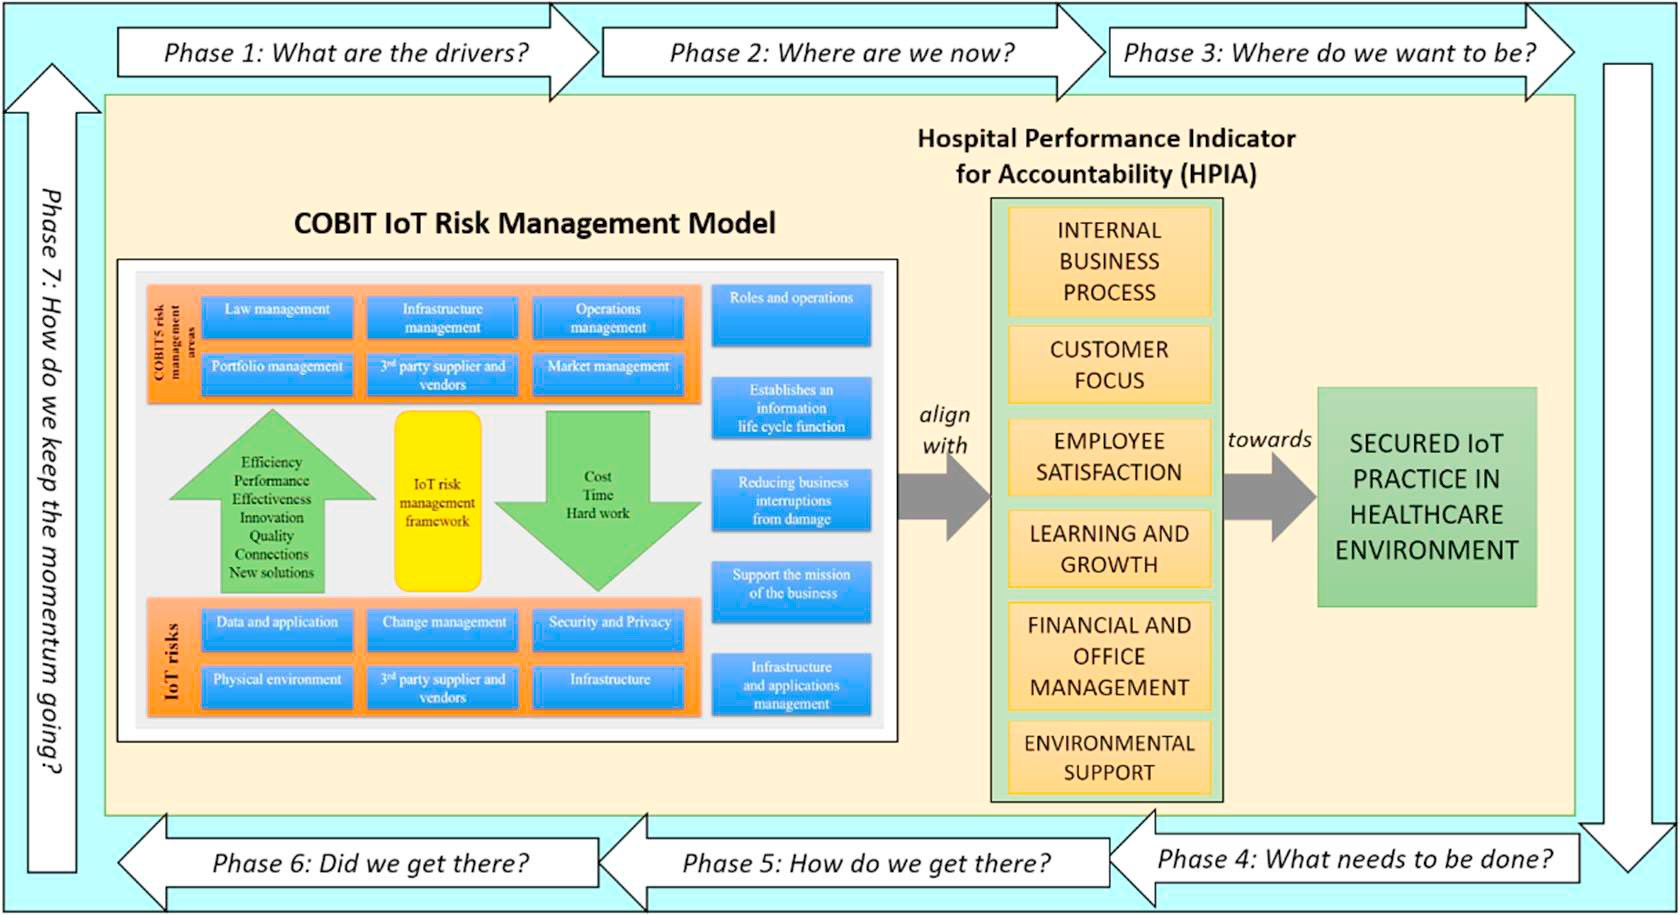 Phase 1: What are the drivers?
Phase 2: Where are we now?
Phase 3: Where do we want to be?
Phase 7: How do we keep the momentum going?
COBIT IoT Risk Management Model
COBIT5 risk
management
areas
Law management
Infrastructure
management
Operations
management
Portfolio management
3rd party supplier and
vendors
Market management
Efficiency
Performance
Effectiveness
Innovation
Quality
Connections
New solutions
IoT risk
management
framework
Cost
Time
Hard work
IoT risks
Data and application
Change management
Security and Privacy
Physical environment
3rd party supplier and
vendors
Infrastructure
Roles and operations
Establishes an
information
life cycle function
Reducing business
interruptions
from damage
Support the mission
of the business
Infrastructure
and applications
management
align
with
Hospital Performance Indicator
for Accountability (HPIA)
INTERNAL
BUSINESS
PROCESS
CUSTOMER
FOCUS
EMPLOYEE
SATISFACTION
LEARNING AND
GROWTH
FINANCIAL AND
OFFICE
MANAGEMENT
ENVIRONMENTAL
SUPPORT
towards
SECURED IoT
PRACTICE IN
HEALTHCARE
ENVIRONMENT
Phase 6: Did we get there?
Phase 5: How do we get there?
Phase 4: What needs to be done?